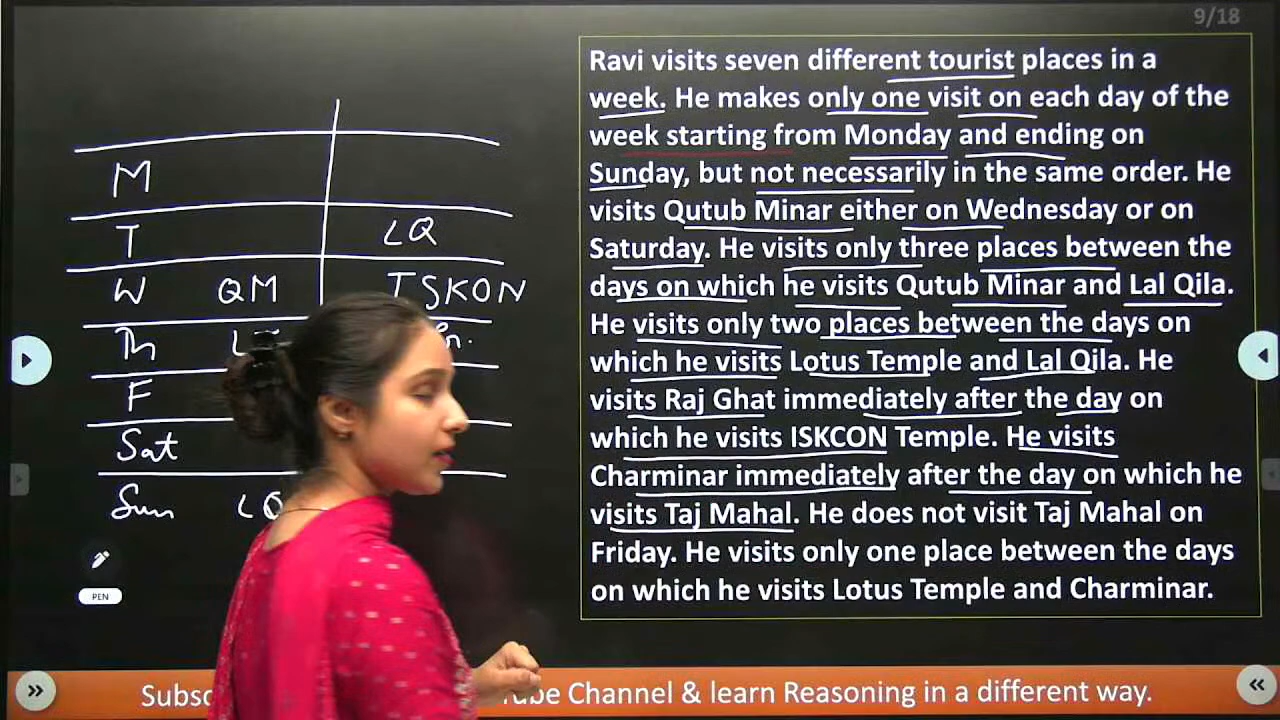 9/18
Ravi visits seven different tourist places in a
week. He makes only one visit on each day of the
week starting from Monday and ending on
Sunday, but not necessarily in the same order. He
visits Qutub Minar either on Wednesday or on
Saturday. He visits only three places between the
days on which he visits Qutub Minar and Lal Qila.
He visits only two places between the days on
which he visits Lotus Temple and Lal Qila. He
visits Raj Ghat immediately after the day on
which he visits ISKCON Temple. He visits
Charminar immediately after the day on which he
visits Taj Mahal. He does not visit Taj Mahal on
Friday. He visits only one place between the days
on which he visits Lotus Temple and Charminar.
M
T LQ
W QM ISKON
Th
F
Sat
Sun LQ
PEN
Channel & learn Reasoning in a different way.